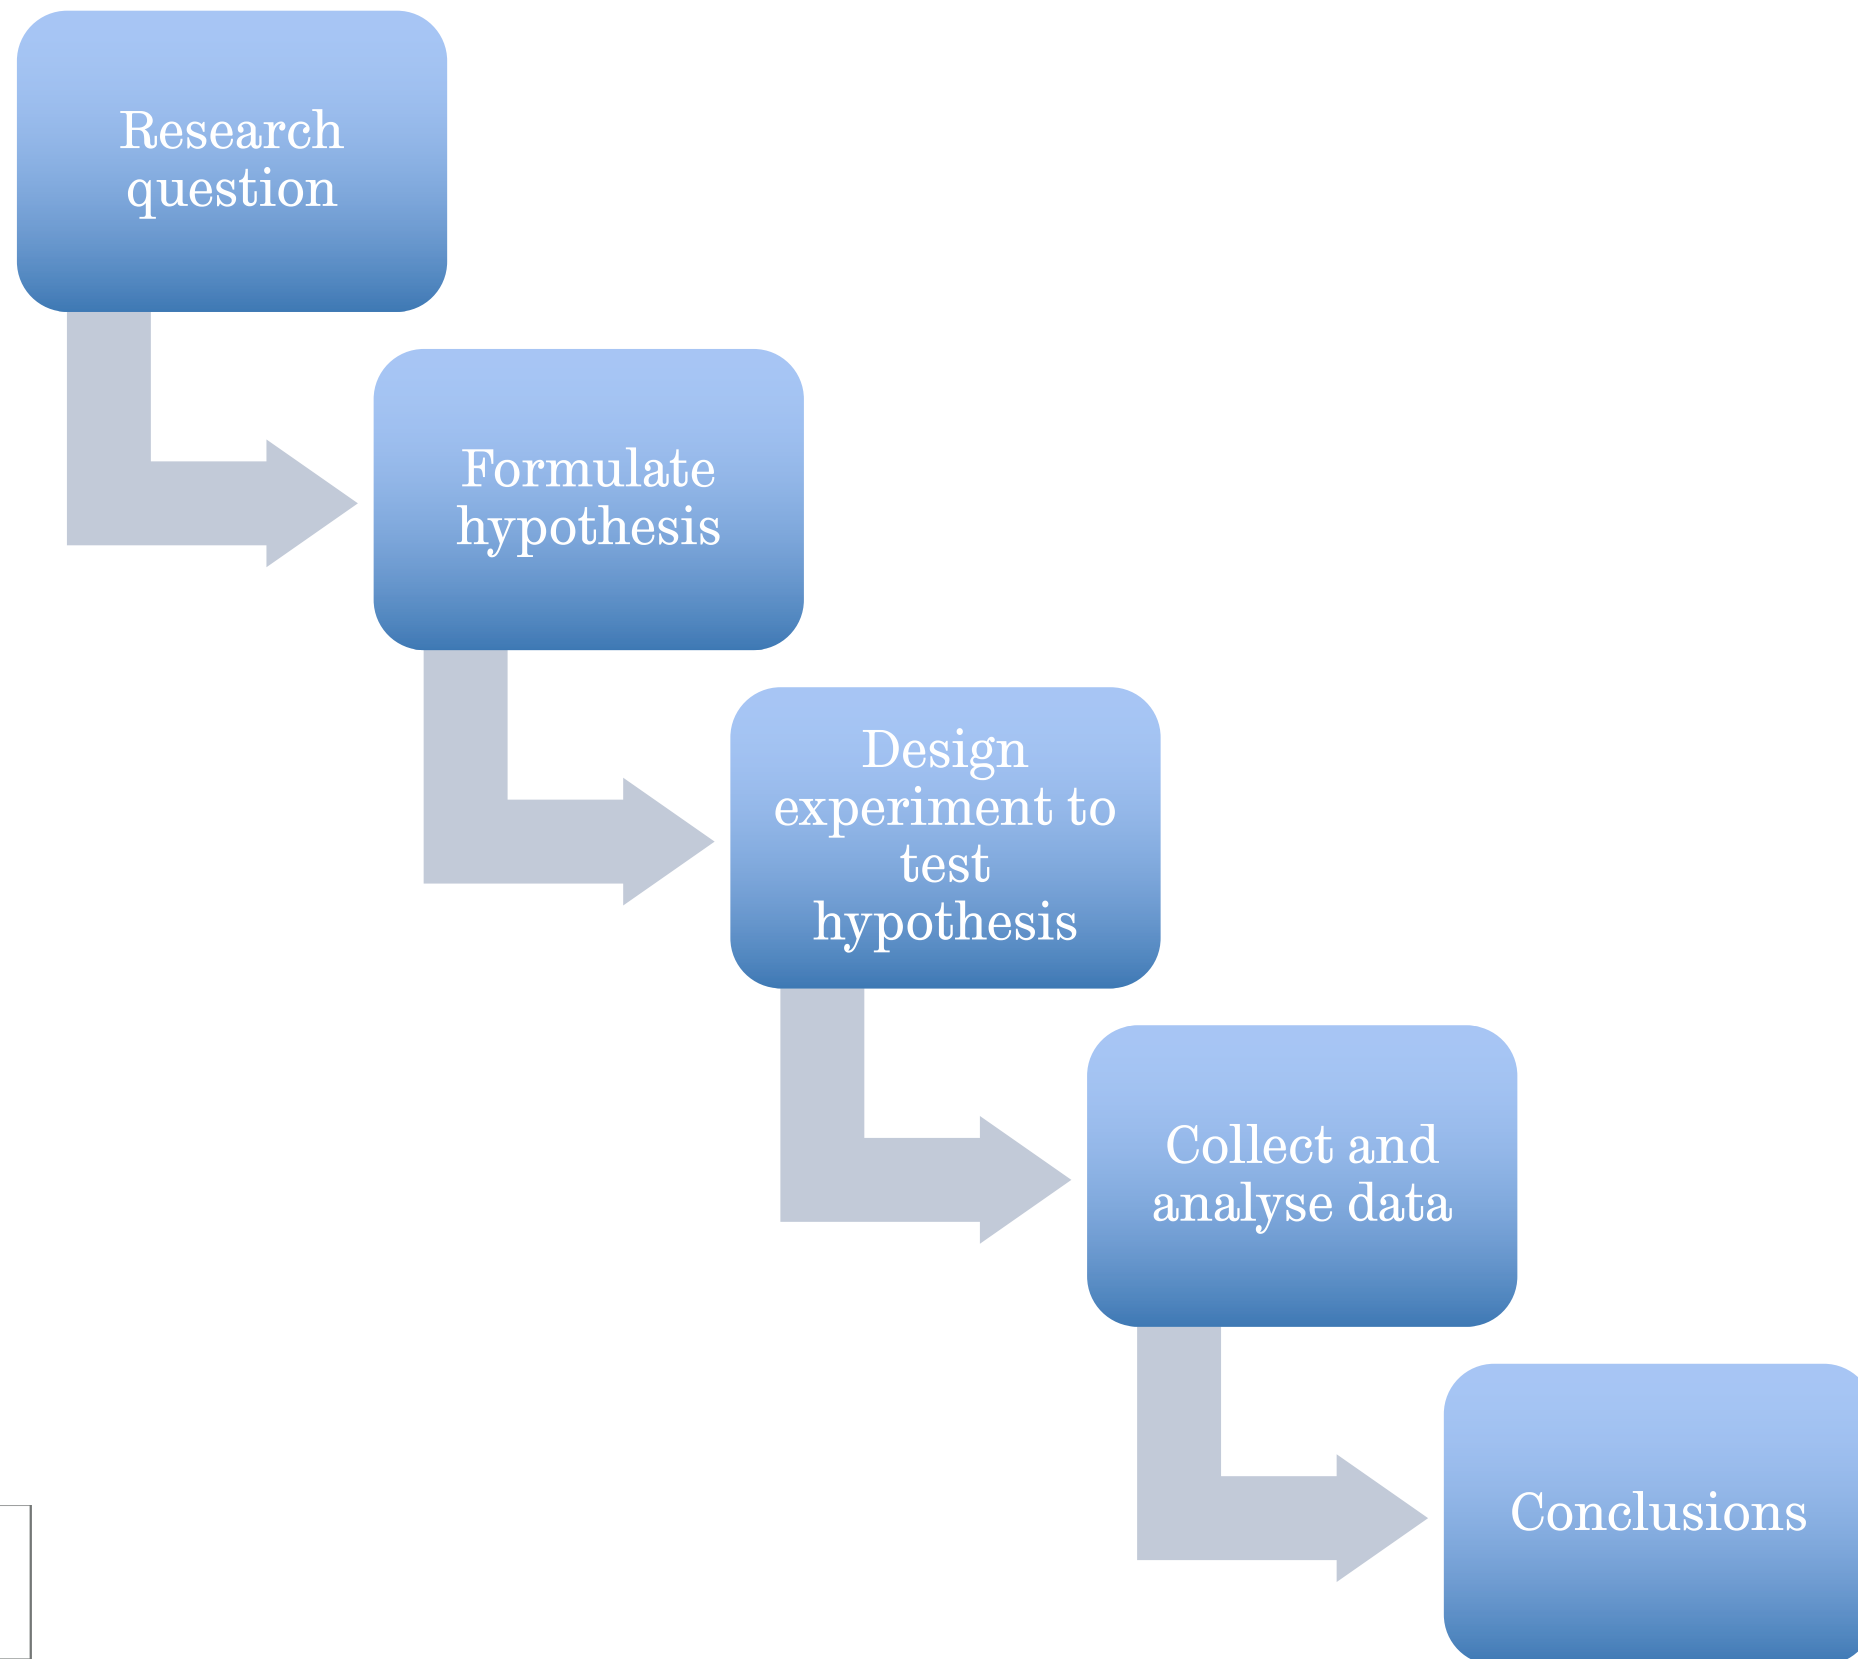 Research
question
Formulate
hypothesis
Design
experiment to
test
hypothesis
Collect and
analyse data
Conclusions